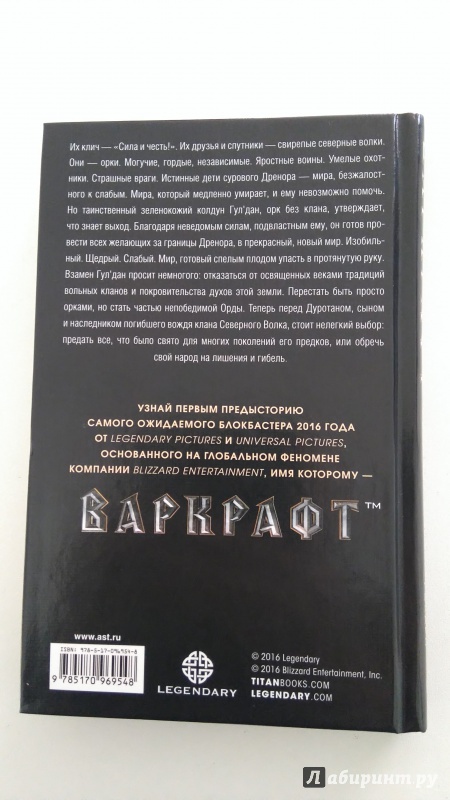 Их клич — «Сила и честь!». Их друзья и спутники — свирепые северные волки.
Они — орки. Могучие, гордые, независимые. Яростные воины. Умелые охот-
ники. Страшные враги. Истинные дети сурового Дренора — мира, безжалост-
ного к слабым. Мира, который медленно умирает, и ему невозможно помочь.
Но таинственный зеленокожий колдун Гул'дан, орк без клана, утверждает,
что знает выход. Благодаря неведомым силам, подвластным ему, он готов про-
вести всех желающих за границы Дренора, в прекрасный, новый мир. Изобиль-
ный. Щедрый. Слабый. Мир, готовый спелым плодом упасть в протянутую руку.
Взамен Гул'дан просит немногого: отказаться от освященных веками традиций
вольных кланов и покровительства духов этой земли. Перестать быть просто
орками, но стать частью непобедимой Орды. Теперь перед Дуротаном, сыном
и наследником погибшего вождя клана Северного Волка, стоит нелегкий выбор:
предать все, что было свято для многих поколений его предков, или обречь
свой народ на лишения и гибель.
УЗНАЙ ПЕРВЫМ ПРЕДЫСТОРИЮ
САМОГО ОЖИДАЕМОГО БЛОКБАСТЕРА 2016 ГОДА
ОТ LEGENDARY PICTURES И UNIVERSAL PICTURES,
ОСНОВАННОГО НА ГЛОБАЛЬНОМ ФЕНОМЕНЕ
КОМПАНИИ BLIZZARD ENTERTAINMENT, ИМЯ КОТОРОМУ —
ВАРКРАФТ™
www.ast.ru
ISBN: 978-5-17-096954-8
9 785170 969548
LEGENDARY
© 2016 Legendary
© 2016 Blizzard Entertainment, Inc.
TITANBOOKS.COM
LEGENDARY.COM
Лабиринт.ру